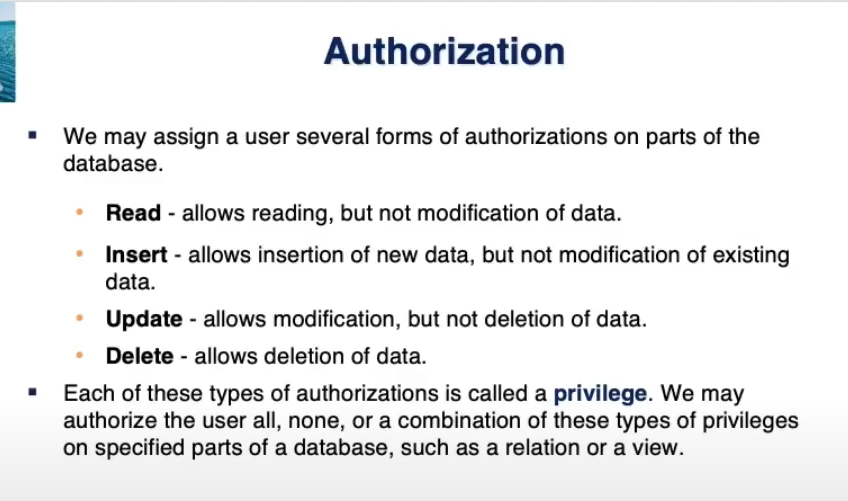 Authorization
▪ We may assign a user several forms of authorizations on parts of the
database.
• Read - allows reading, but not modification of data.
• Insert - allows insertion of new data, but not modification of existing
data.
• Update - allows modification, but not deletion of data.
• Delete - allows deletion of data.
▪ Each of these types of authorizations is called a privilege. We may
authorize the user all, none, or a combination of these types of privileges
on specified parts of a database, such as a relation or a view.